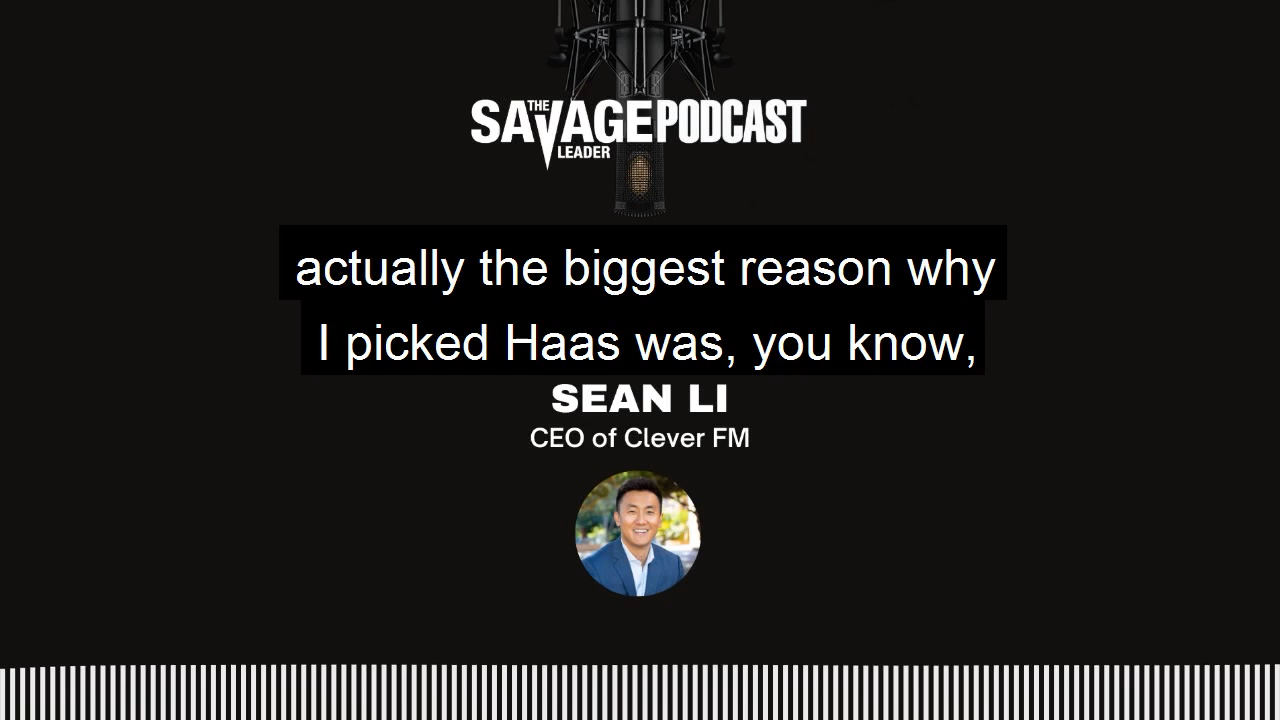 THE SAVAGE LEADER PODCAST
actually the biggest reason why
I picked Haas was, you know,
SEAN LI
CEO of Clever FM